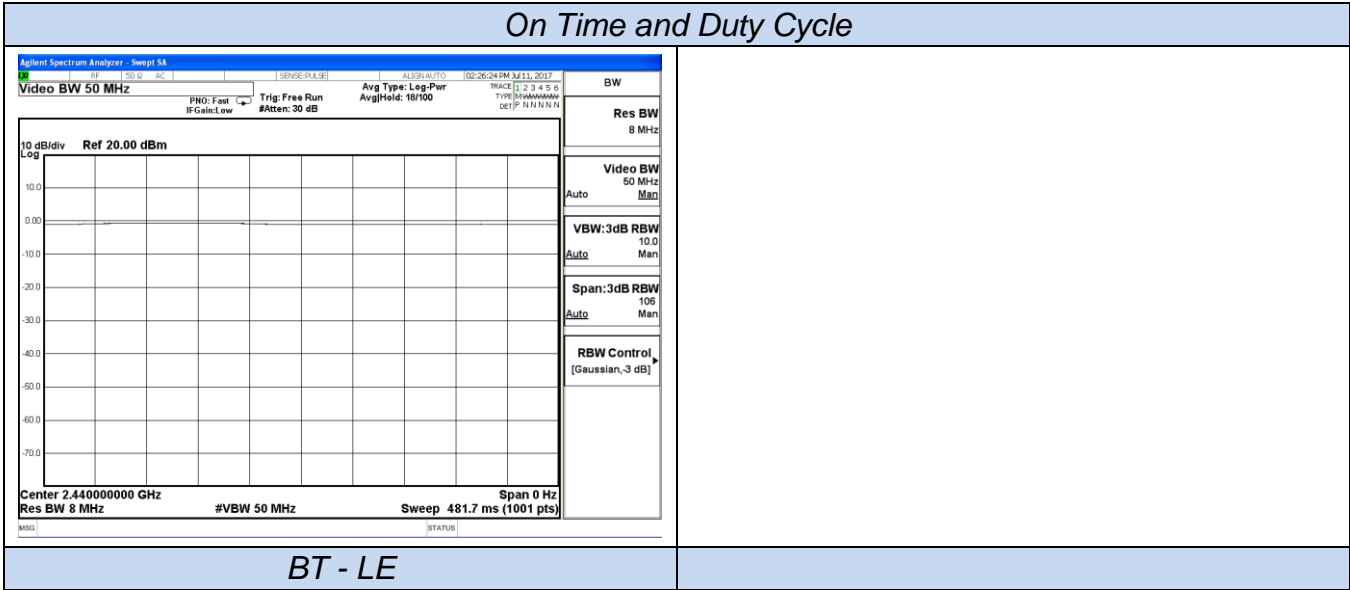 On Time and Duty Cycle
Agilent Spectrum Analyzer - Swept SA
RF 50 Ω AC SENSE:PULSE ALIGN AUTO 02:26:24 PM Jul 11, 2017
Video BW 50 MHz
PNO: Fast
IFGain:Low
Trig: Free Run
#Atten: 30 dB
Avg Type: Log-Pwr
Avg|Hold: 18/100
TRACE 1 2 3 4 5 6
TYPE MWWWWW
DET P N N N N N
10 dB/div
Log
Ref 20.00 dBm
10.0
0.00
-10.0
-20.0
-30.0
-40.0
-50.0
-60.0
-70.0
Center 2.440000000 GHz
Span 0 Hz
Res BW 8 MHz
#VBW 50 MHz
Sweep 481.7 ms (1001 pts)
MSG
STATUS
BW
Res BW
8 MHz
Video BW
50 MHz
Auto Man
VBW:3dB RBW
10.0
Auto Man
Span:3dB RBW
106
Auto Man
RBW Control
[Gaussian,-3 dB]
BT - LE